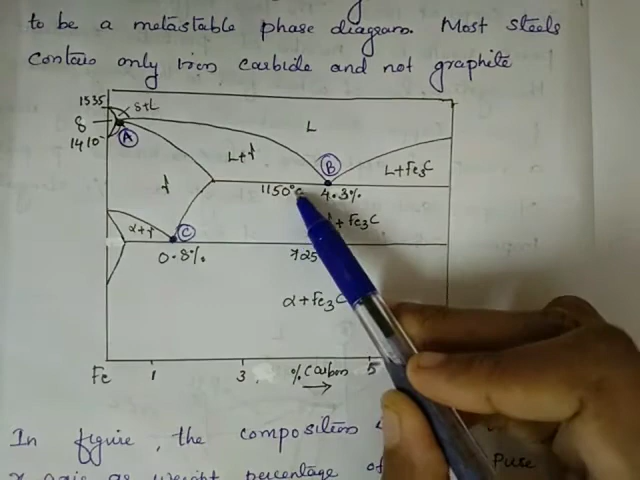 to be a metastable phase diagram. Most steels
contain only iron carbide and not graphite
1535
δ+L
δ
A
1410
L
L+γ
B
L+Fe3C
γ
1150°C
4.3%
+ Fe3C
α+γ
C
0.8%
725
α+Fe3C
Fe
1
3
% Carbon
→
5
In figure, the composition
x axis as weight percentage of
Pure